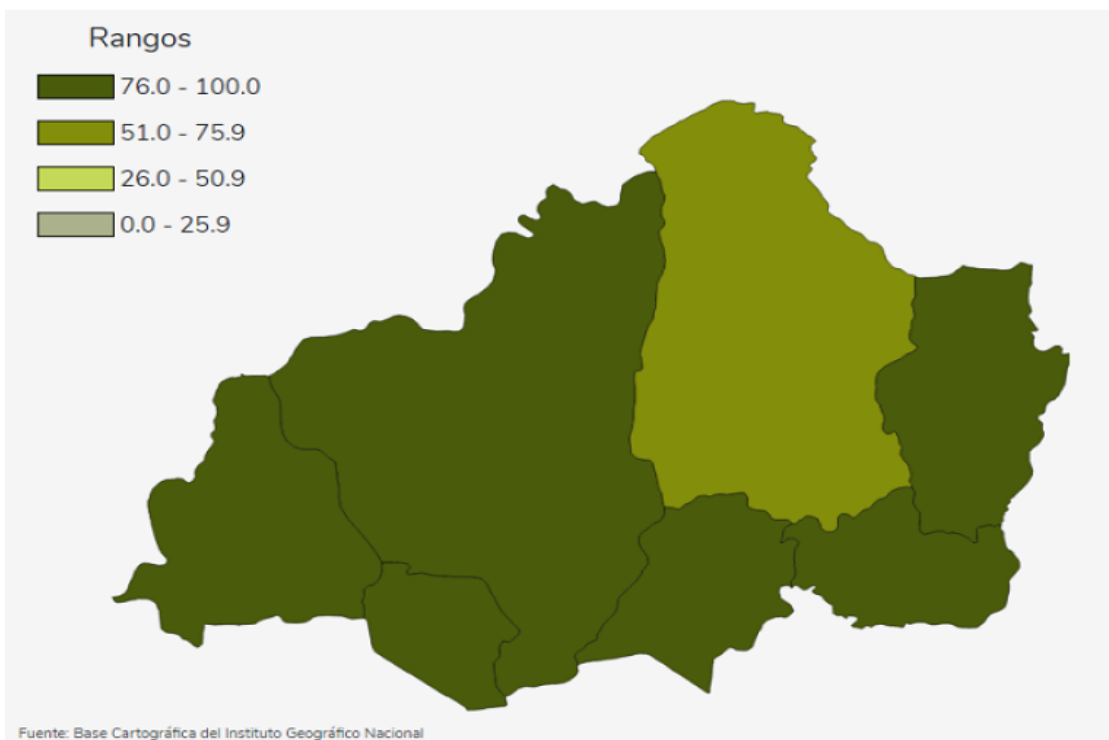 Rangos
76.0 - 100.0
51.0 - 75.9
26.0 - 50.9
0.0 - 25.9
Fuente: Base Cartográfica del Instituto Geográfico Nacional